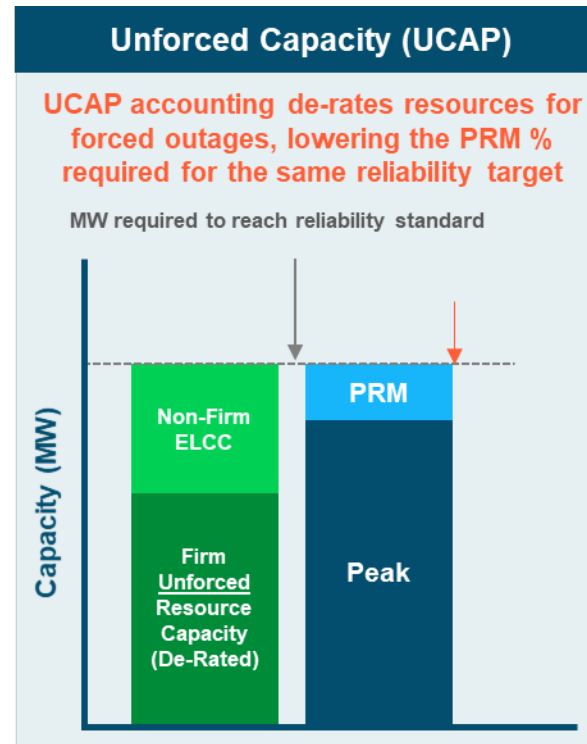 Unforced Capacity (UCAP)
UCAP accounting de-rates resources for
forced outages, lowering the PRM %
required for the same reliability target
MW required to reach reliability standard
Capacity (MW)
Non-Firm
ELCC
Firm
Unforced
Resource
Capacity
(De-Rated)
PRM
Peak